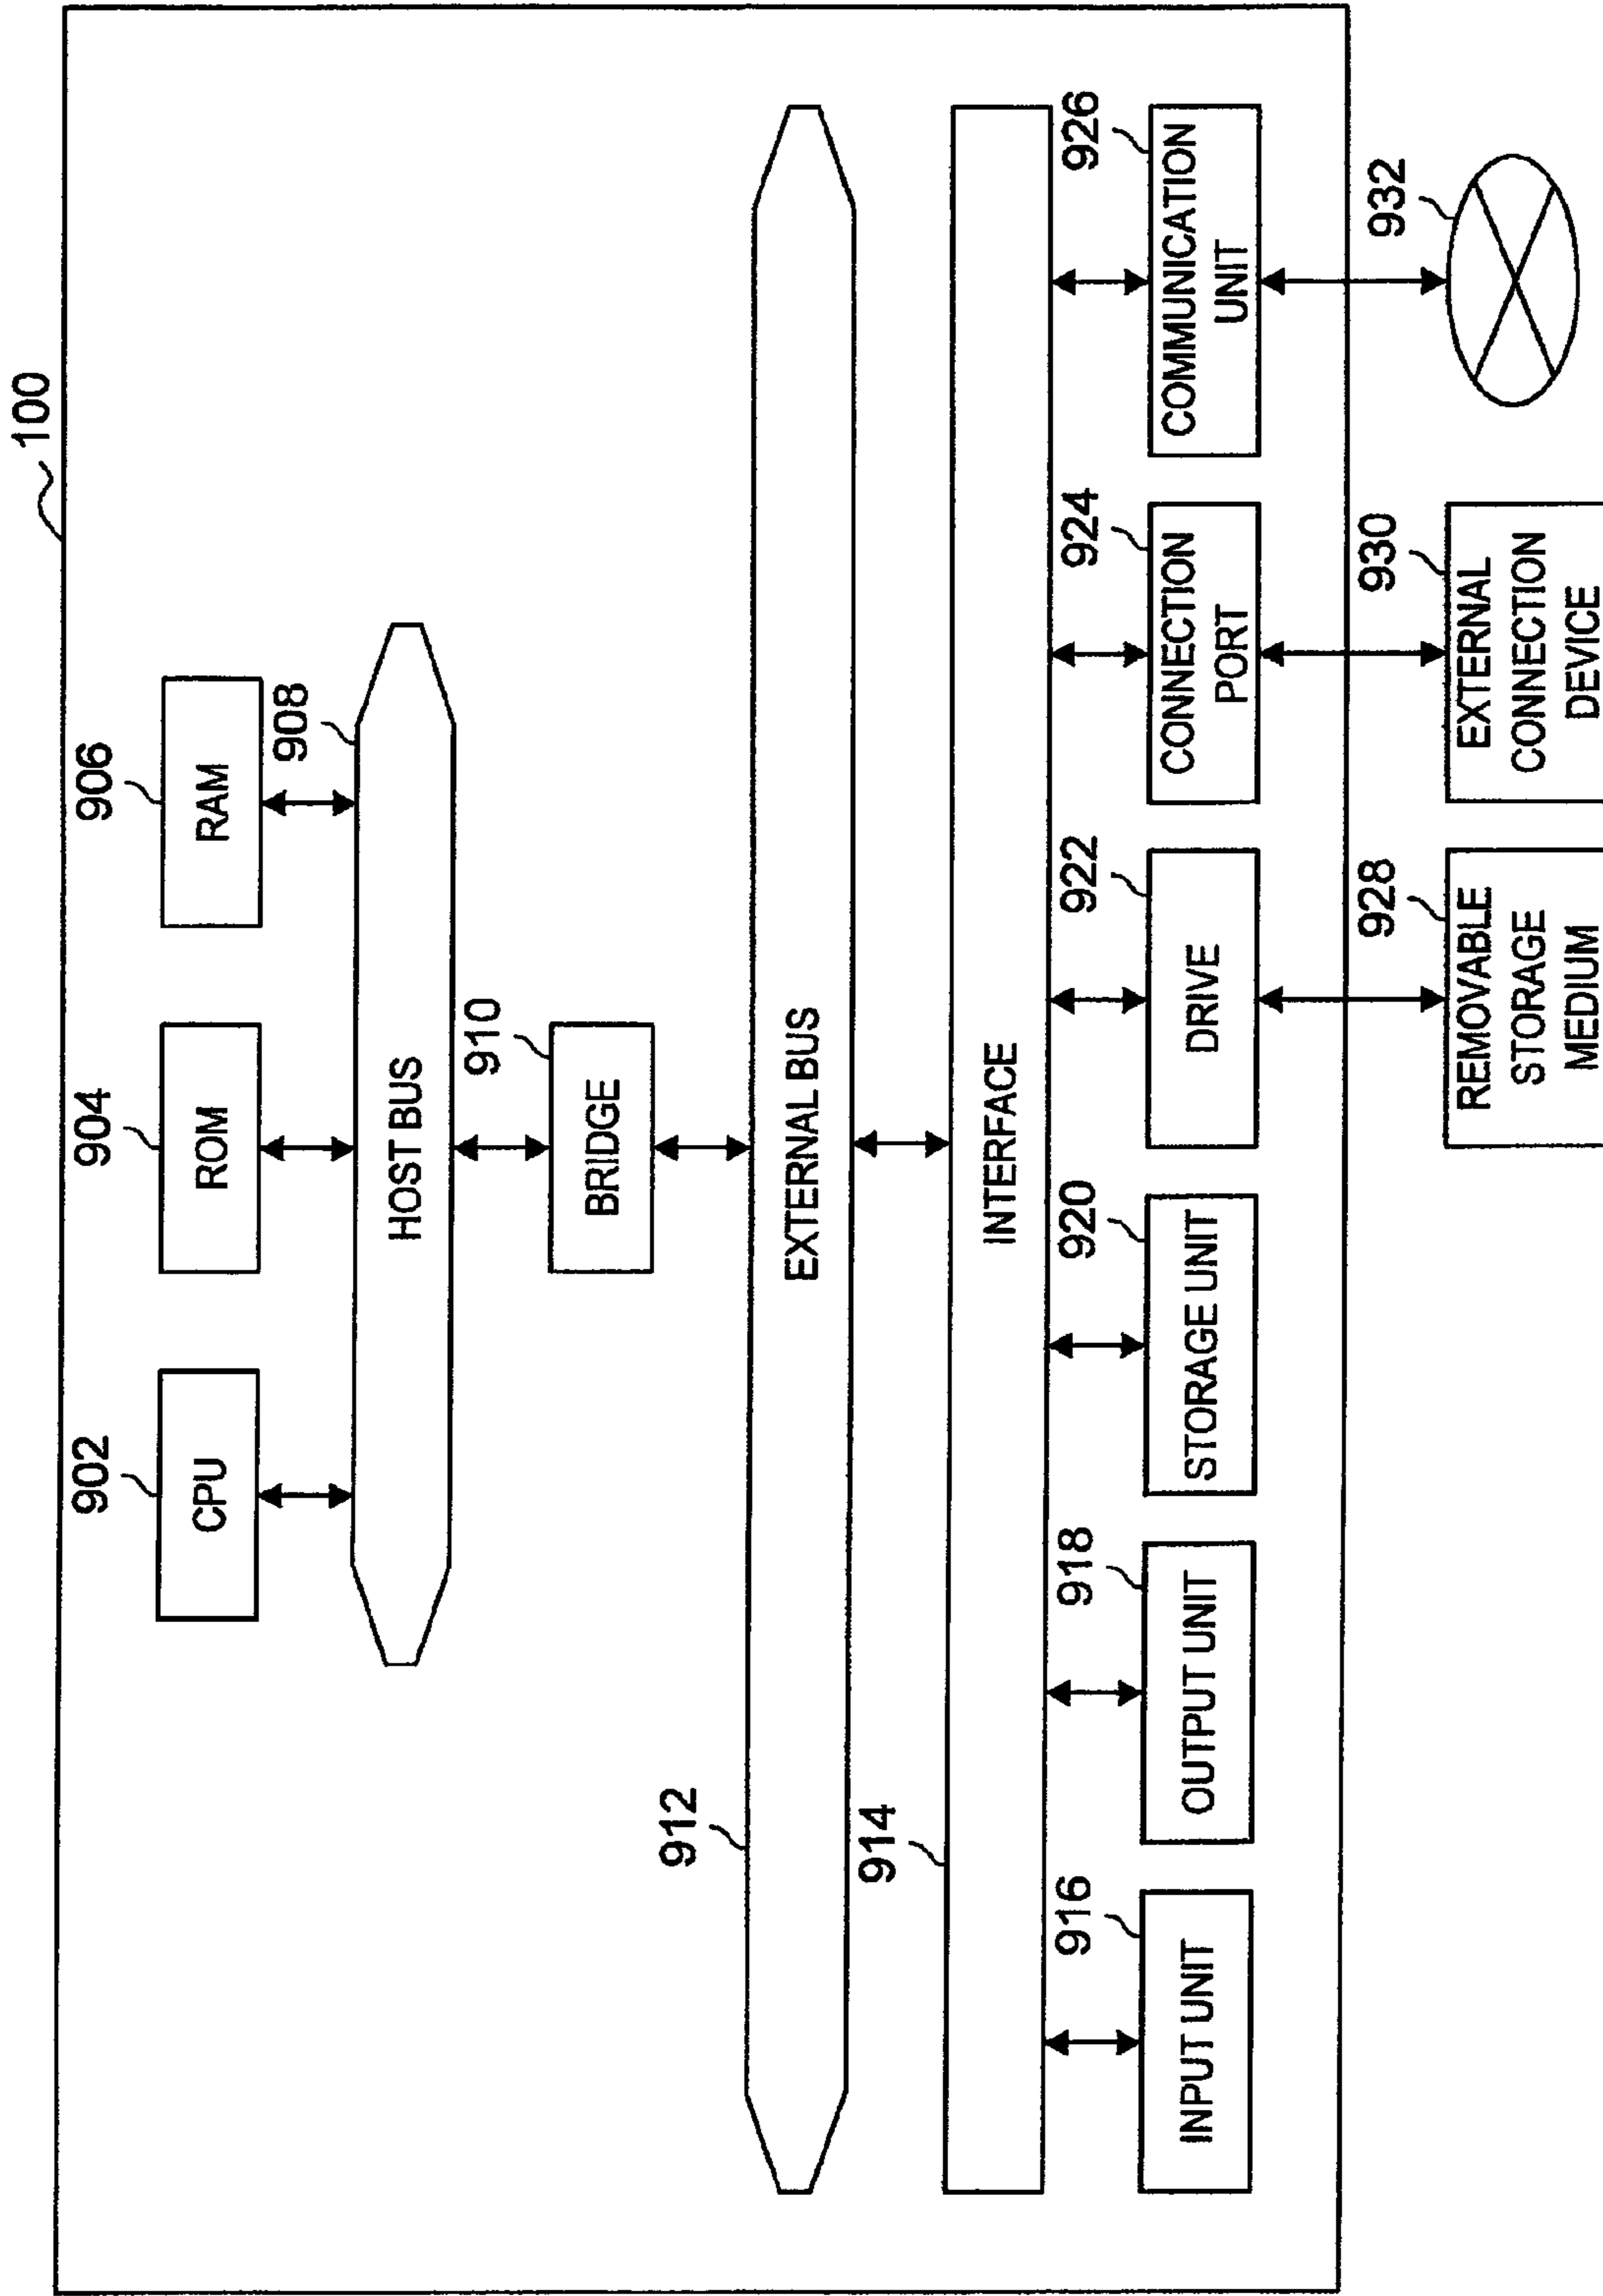 100
902
904
906
CPU
ROM
RAM
908
HOST BUS
910
BRIDGE
912
EXTERNAL BUS
914
INTERFACE
916
918
920
922
924
926
INPUT UNIT
OUTPUT UNIT
STORAGE UNIT
DRIVE
CONNECTION
PORT
COMMUNICATION
UNIT
928
930
932
REMOVABLE
STORAGE
MEDIUM
EXTERNAL
CONNECTION
DEVICE